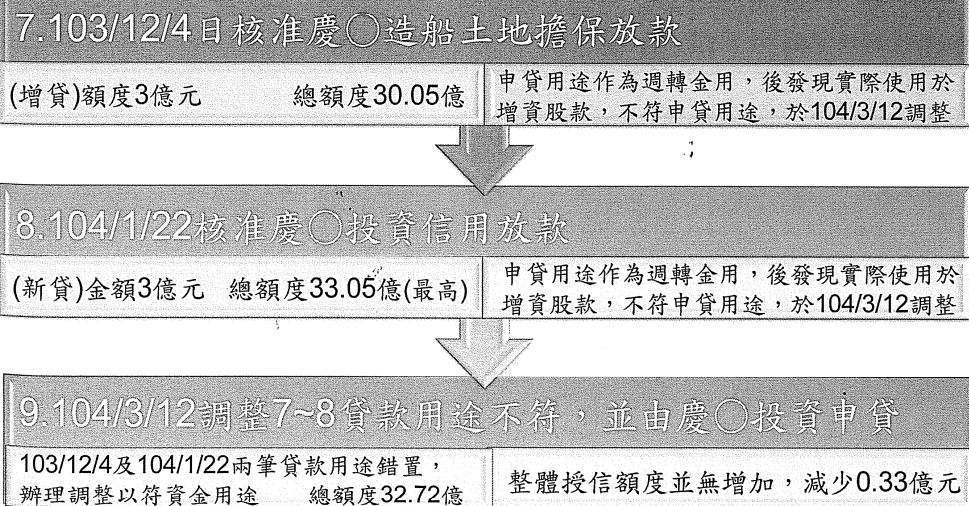 7.103/12/4日核准慶○造船土地擔保放款
(增貸)額度3億元 總額度30.05億
申貸用途作為週轉金用，後發現實際使用於
增資股款，不符申貸用途，於104/3/12調整
8.104/1/22核准慶○投資信用放款
(新貸)金額3億元 總額度33.05億(最高)
申貸用途作為週轉金用，後發現實際使用於
增資股款，不符申貸用途，於104/3/12調整
9.104/3/12調整7~8貸款用途不符，並由慶○投資申貸
103/12/4及104/1/22兩筆貸款用途錯置，
辦理調整以符資金用途 總額度32.72億
整體授信額度並無增加，減少0.33億元